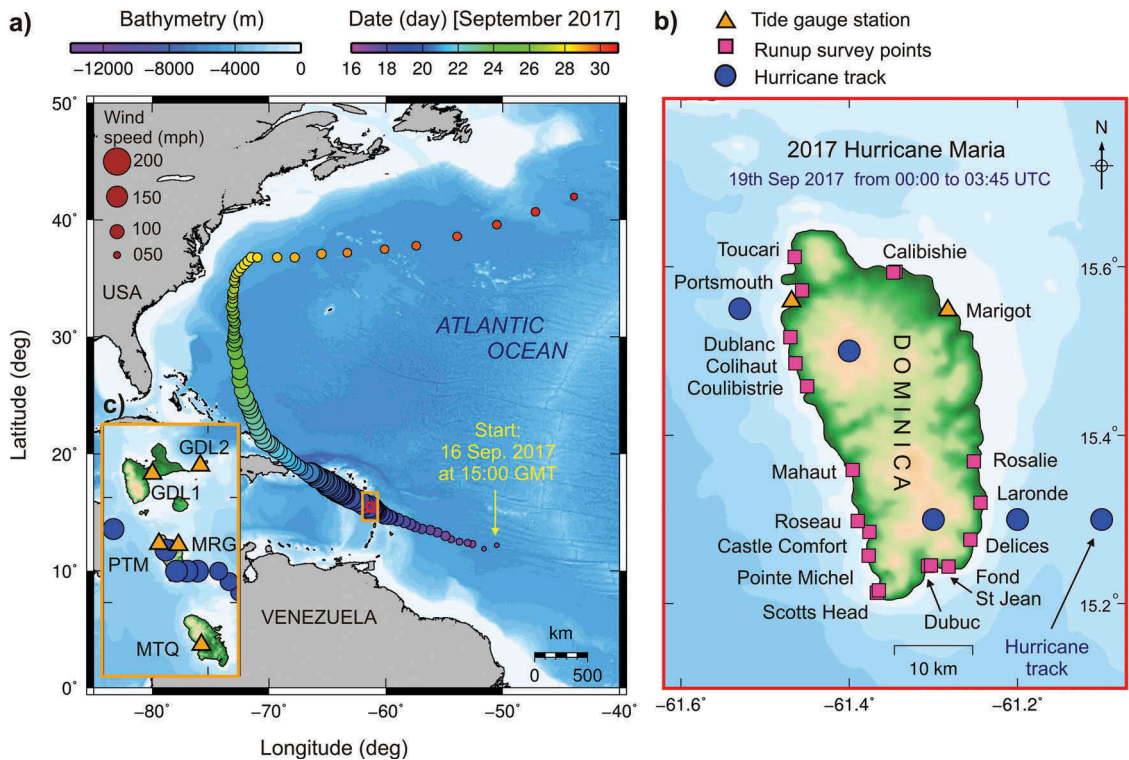 a)
Bathymetry (m)
−12000 −8000 −4000 0
Date (day) [September 2017]
16 18 20 22 24 26 28 30
50˚
40˚
30˚
20˚
10˚
0˚
Latitude (deg)
Wind
speed (mph)
200
150
100
050
USA
ATLANTIC
OCEAN
Start:
16 Sep. 2017
at 15:00 GMT
VENEZUELA
km
0 500
c)
GDL2
GDL1
MRG
PTM
MTQ
−80˚ −70˚ −60˚ −50˚ −40˚
Longitude (deg)
b)
Tide gauge station
Runup survey points
Hurricane track
2017 Hurricane Maria
19th Sep 2017 from 00:00 to 03:45 UTC
N
Toucari
Calibishie
Portsmouth
Marigot
Dublanc
Colihaut
Coulibistrie
DOMINICA
Mahaut
Rosalie
Laronde
Roseau
Castle Comfort
Delices
Pointe Michel
Fond
St Jean
Scotts Head
Dubuc
10 km
Hurricane
track
15.6˚
15.4˚
15.2˚
−61.6˚ −61.4˚ −61.2˚